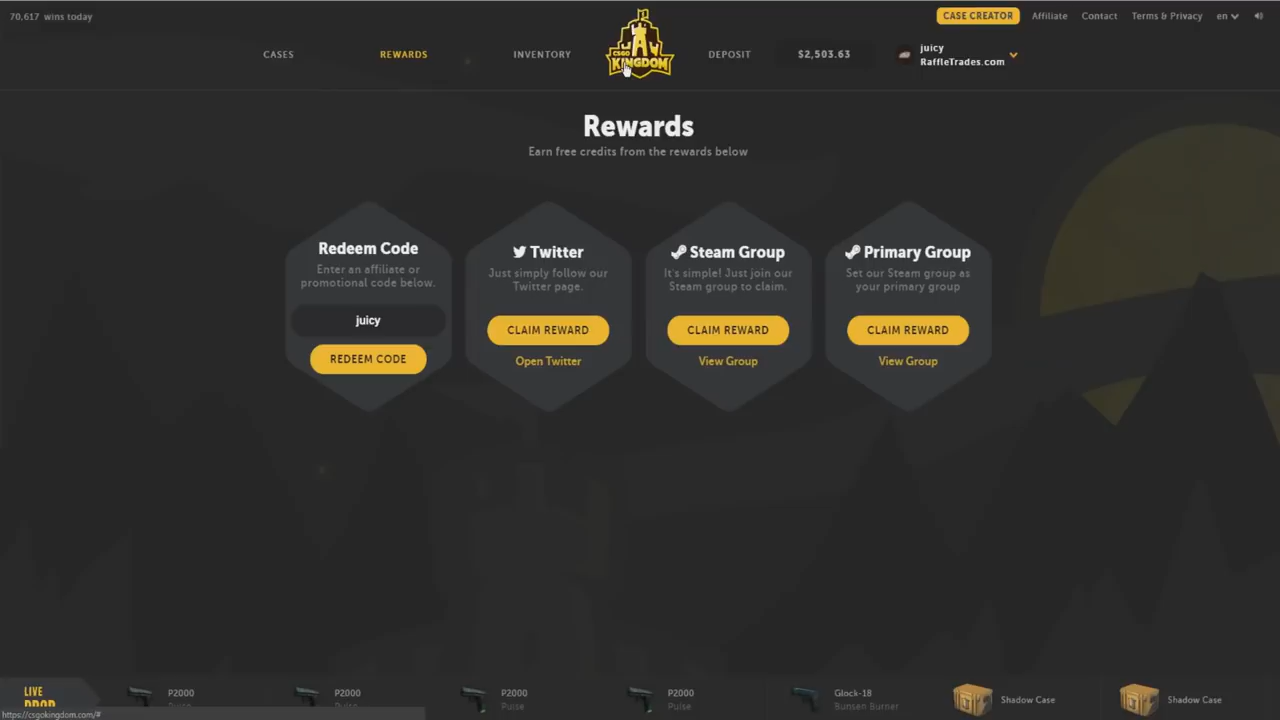 70,617 wins today
CASE CREATOR
Affiliate
Contact
Terms & Privacy
en
CASES
REWARDS
INVENTORY
CSGO
KINGDOM
DEPOSIT
$2,503.63
juicy
RaffleTrades.com
Rewards
Earn free credits from the rewards below
Redeem Code
Enter an affiliate or
promotional code below.
juicy
REDEEM CODE
Twitter
Just simply follow our
Twitter page.
CLAIM REWARD
Open Twitter
Steam Group
It's simple! Just join our
Steam group to claim.
CLAIM REWARD
View Group
Primary Group
Set our Steam group as
your primary group
CLAIM REWARD
View Group
LIVE
DROP
P2000
Pulse
P2000
Pulse
P2000
Pulse
P2000
Pulse
Glock-18
Bunsen Burner
Shadow Case
Shadow Case
https://csgokingdom.com/#